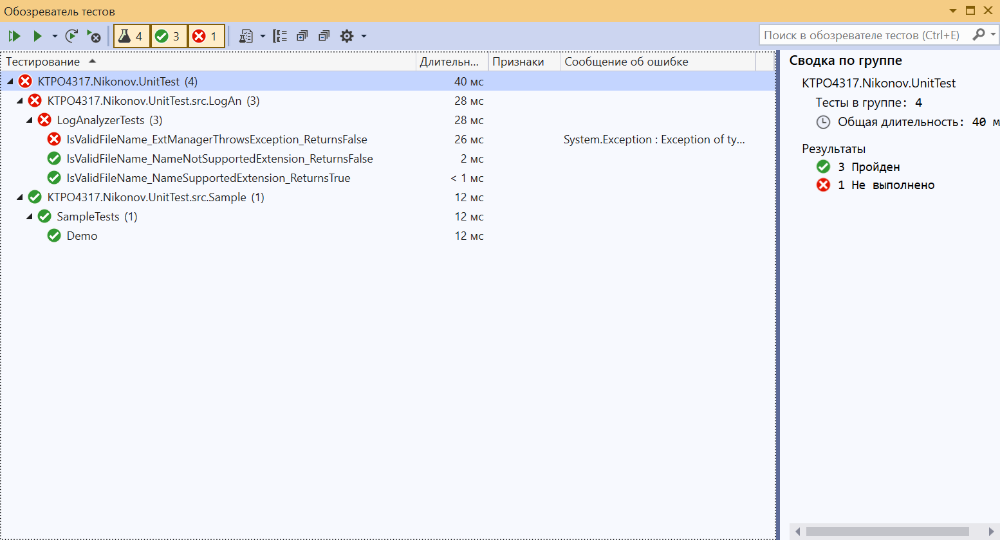 Обозреватель тестов
4 3 1 Поиск в обозревателе тестов (Ctrl+E)
Тестирование Длительн... Признаки Сообщение об ошибке
KTPO4317.Nikonov.UnitTest (4) 40 мс
KTPO4317.Nikonov.UnitTest.src.LogAn (3) 28 мс
LogAnalyzerTests (3) 28 мс
IsValidFileName_ExtManagerThrowsException_ReturnsFalse 26 мс System.Exception : Exception of ty...
IsValidFileName_NameNotSupportedExtension_ReturnsFalse 2 мс
IsValidFileName_NameSupportedExtension_ReturnsTrue < 1 мс
KTPO4317.Nikonov.UnitTest.src.Sample (1) 12 мс
SampleTests (1) 12 мс
Demo 12 мс
Сводка по группе
KTPO4317.Nikonov.UnitTest
Тесты в группе: 4
Общая длительность: 40 м
Результаты
3 Пройден
1 Не выполнено